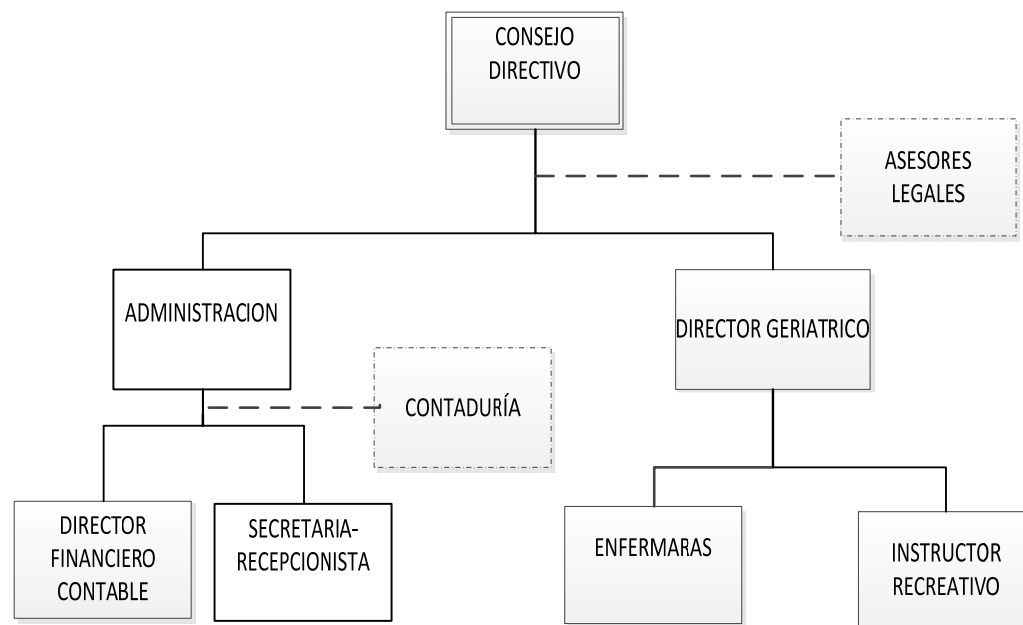 CONSEJO
DIRECTIVO
ASESORES
LEGALES
ADMINISTRACION
DIRECTOR GERIATRICO
CONTADURÍA
DIRECTOR
FINANCIERO
CONTABLE
SECRETARIA-
RECEPCIONISTA
ENFERMARAS
INSTRUCTOR
RECREATIVO